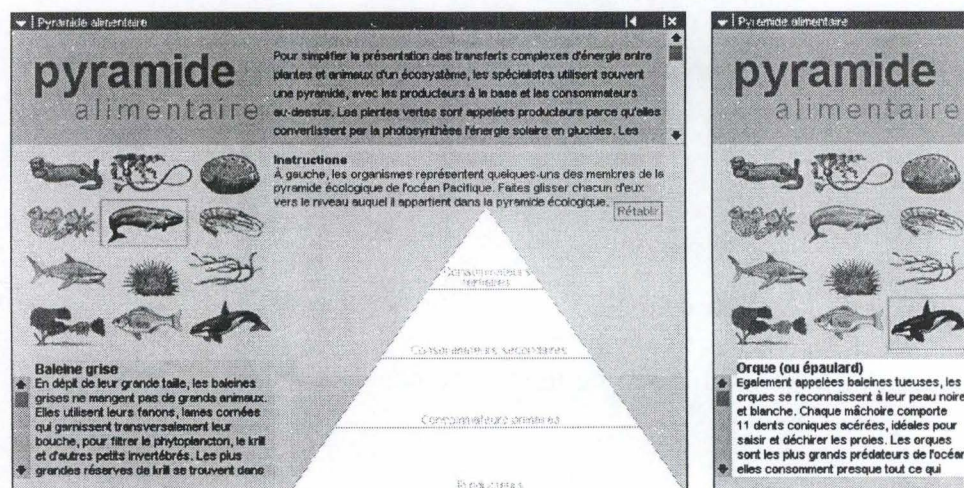 Pyramide alimentaire
pyramide
alimentaire
Pour simplifier la présentation des transferts complexes d'énergie entre
plantes et animaux d'un écosystème, les spécialistes utilisent souvent
une pyramide, avec les producteurs à la base et les consommateurs
au-dessus. Les plantes vertes sont appelées producteurs parce qu'elles
convertissent par la photosynthèse l'énergie solaire en glucides. Les
Instructions
À gauche, les organismes représentent quelques-uns des membres de la
pyramide écologique de l'océan Pacifique. Faites glisser chacun d'eux
vers le niveau auquel il appartient dans la pyramide écologique.
Rétablir
Consommateurs
tertiaires
Consommateurs secondaires
Consommateurs primaires
Producteurs
Baleine grise
En dépit de leur grande taille, les baleines
grises ne mangent pas de grands animaux.
Elles utilisent leurs fanons, lames cornées
qui garnissent transversalement leur
bouche, pour filtrer le phytoplancton, le krill
et d'autres petits invertébrés. Les plus
grandes réserves de krill se trouvent dans
Pyramide alimentaire
pyramide
alimentaire
Orque (ou épaulard)
Egalement appelées baleines tueuses, les
orques se reconnaissent à leur peau noire
et blanche. Chaque mâchoire comporte
11 dents coniques acérées, idéales pour
saisir et déchirer les proies. Les orques
sont les plus grands prédateurs de l'océan
elles consomment presque tout ce qui